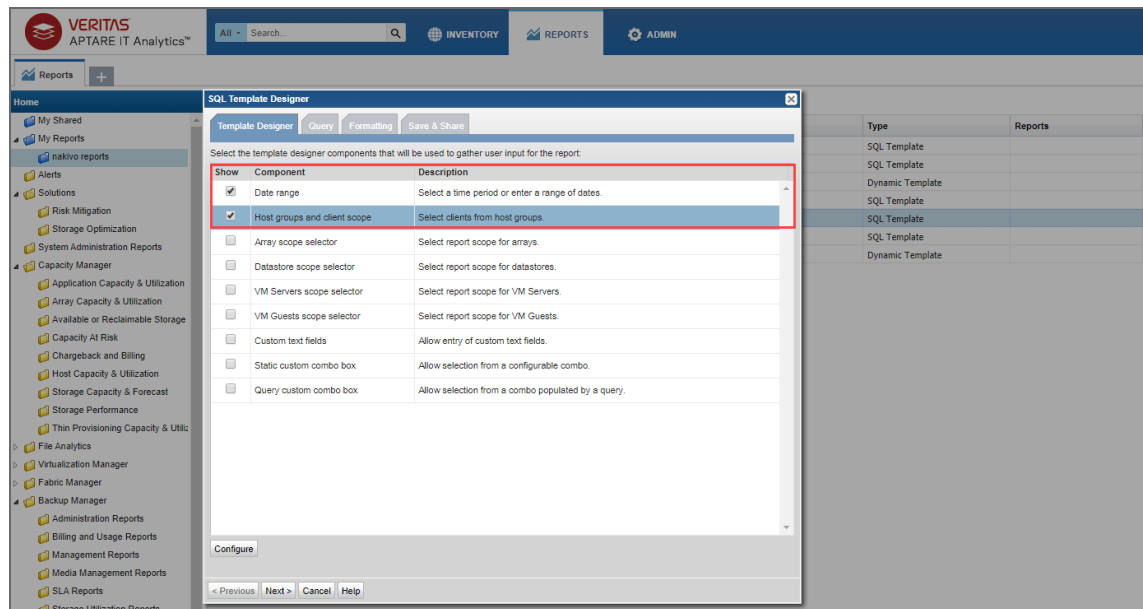 VERITAS
APTARE IT Analytics™
All
Search...
INVENTORY
REPORTS
ADMIN
Reports
+
Home
My Shared
My Reports
nakivo reports
Alerts
Solutions
Risk Mitigation
Storage Optimization
System Administration Reports
Capacity Manager
Application Capacity & Utilization
Array Capacity & Utilization
Available or Reclaimable Storage
Capacity At Risk
Chargeback and Billing
Host Capacity & Utilization
Storage Capacity & Forecast
Storage Performance
Thin Provisioning Capacity & Utiliz
File Analytics
Virtualization Manager
Fabric Manager
Backup Manager
Administration Reports
Billing and Usage Reports
Management Reports
Media Management Reports
SLA Reports
Storage Utilization Reports
SQL Template Designer
Template Designer Query Formatting Save & Share
Select the template designer components that will be used to gather user input for the report:
Show Component Description
Date range Select a time period or enter a range of dates.
Host groups and client scope Select clients from host groups.
Array scope selector Select report scope for arrays.
Datastore scope selector Select report scope for datastores.
VM Servers scope selector Select report scope for VM Servers.
VM Guests scope selector Select report scope for VM Guests.
Custom text fields Allow entry of custom text fields.
Static custom combo box Allow selection from a configurable combo.
Query custom combo box Allow selection from a combo populated by a query.
Configure
< Previous Next > Cancel Help
Type Reports
SQL Template
SQL Template
Dynamic Template
SQL Template
SQL Template
SQL Template
Dynamic Template